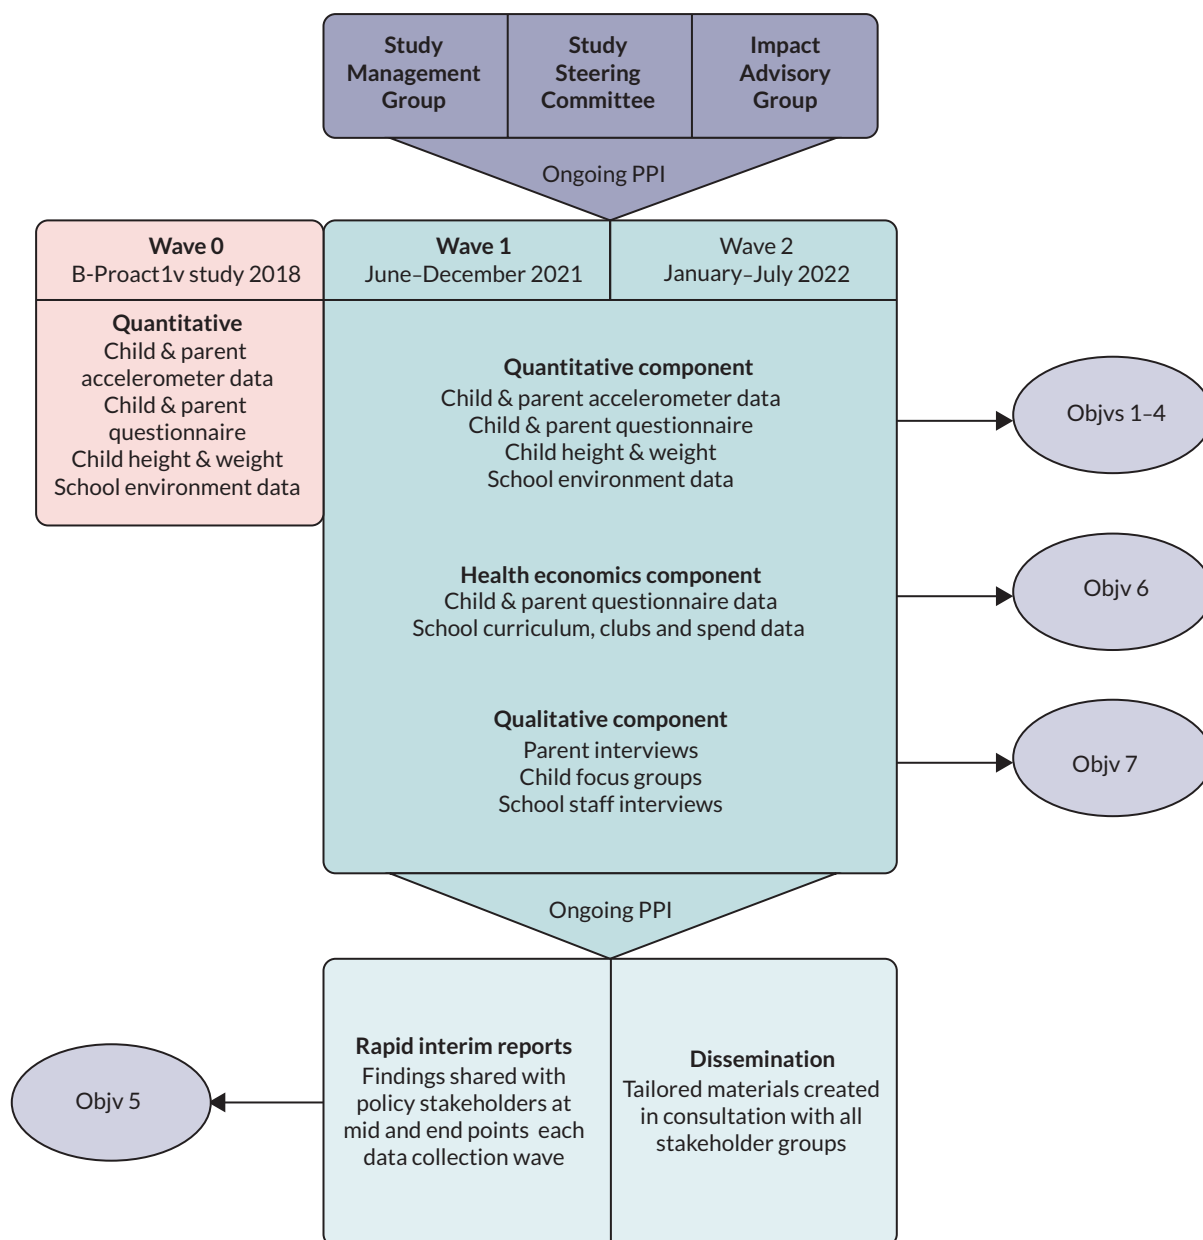 Study
Management
Group
Study
Steering
Committee
Impact
Advisory
Group
Ongoing PPI
Wave 0
B-Proact1v study 2018
Wave 1
June–December 2021
Wave 2
January–July 2022
Quantitative
Child & parent
accelerometer data
Child & parent
questionnaire
Child height & weight
School environment data
Quantitative component
Child & parent accelerometer data
Child & parent questionnaire
Child height & weight
School environment data
Objvs 1–4
Health economics component
Child & parent questionnaire data
School curriculum, clubs and spend data
Objv 6
Qualitative component
Parent interviews
Child focus groups
School staff interviews
Objv 7
Ongoing PPI
Objv 5
Rapid interim reports
Findings shared with
policy stakeholders at
mid and end points each
data collection wave
Dissemination
Tailored materials created
in consultation with all
stakeholder groups